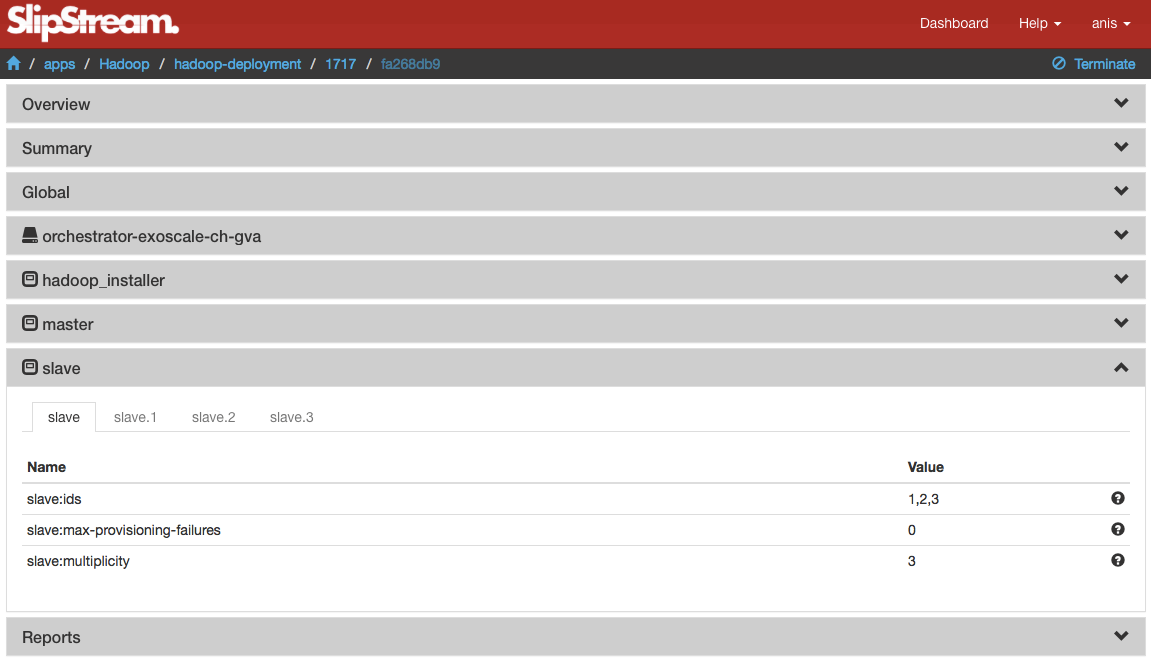 SlipStream.
Dashboard Help anis
/ apps / Hadoop / hadoop-deployment / 1717 / fa268db9 Terminate
Overview
Summary
Global
orchestrator-exoscale-ch-gva
hadoop_installer
master
slave
slave slave.1 slave.2 slave.3
Name Value
slave:ids 1,2,3
slave:max-provisioning-failures 0
slave:multiplicity 3
Reports